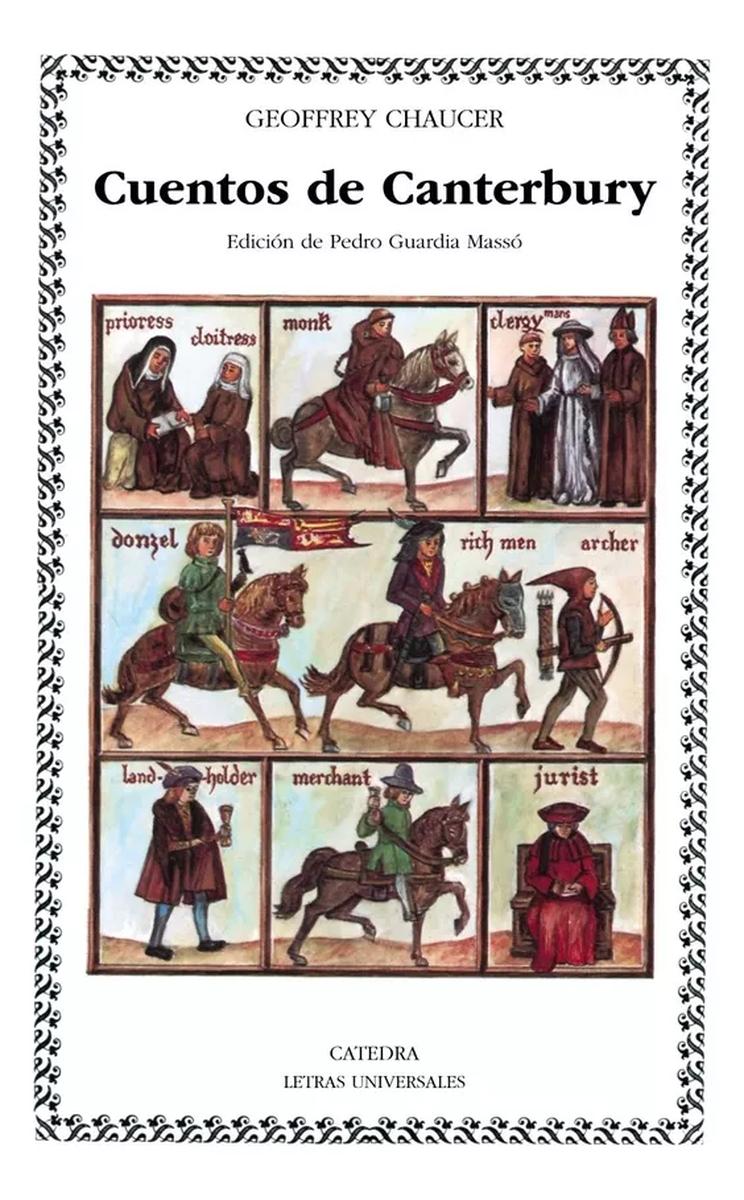 GEOFFREY CHAUCER
Cuentos de Canterbury
Edición de Pedro Guardia Massó
prioress
cloitress
monk
clergymans
donzel
rich men
archer
land-holder
merchant
jurist
CATEDRA
LETRAS UNIVERSALES